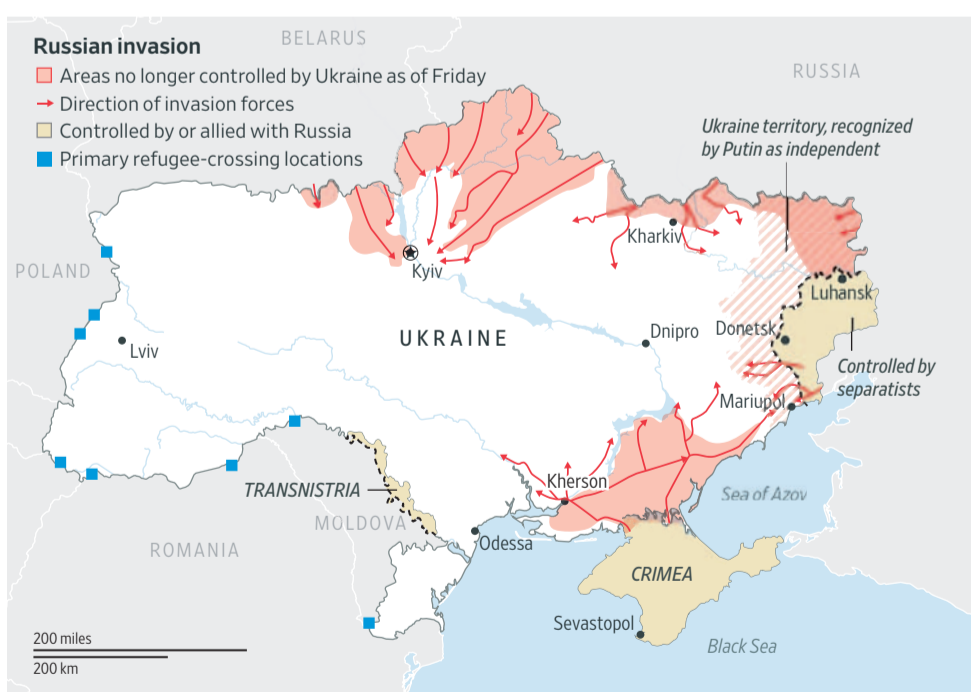 Russian invasion
Areas no longer controlled by Ukraine as of Friday
Direction of invasion forces
Controlled by or allied with Russia
Primary refugee-crossing locations
BELARUS
RUSSIA
Ukraine territory, recognized
by Putin as independent
Kharkiv
POLAND
Kyiv
Luhansk
UKRAINE
Dnipro
Donetsk
Lviv
Controlled by
separatists
Mariupol
Kherson
TRANSNISTRIA
Sea of Azov
MOLDOVA
ROMANIA
Odessa
CRIMEA
Sevastopol
Black Sea
200 miles
200 km